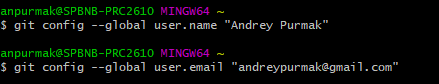 anpurmak@SPBNB-PRC2610 MINGW64 ~
$ git config --global user.name "Andrey Purmak"
anpurmak@SPBNB-PRC2610 MINGW64 ~
$ git config --global user.email "andreypurmak@gmail.com"